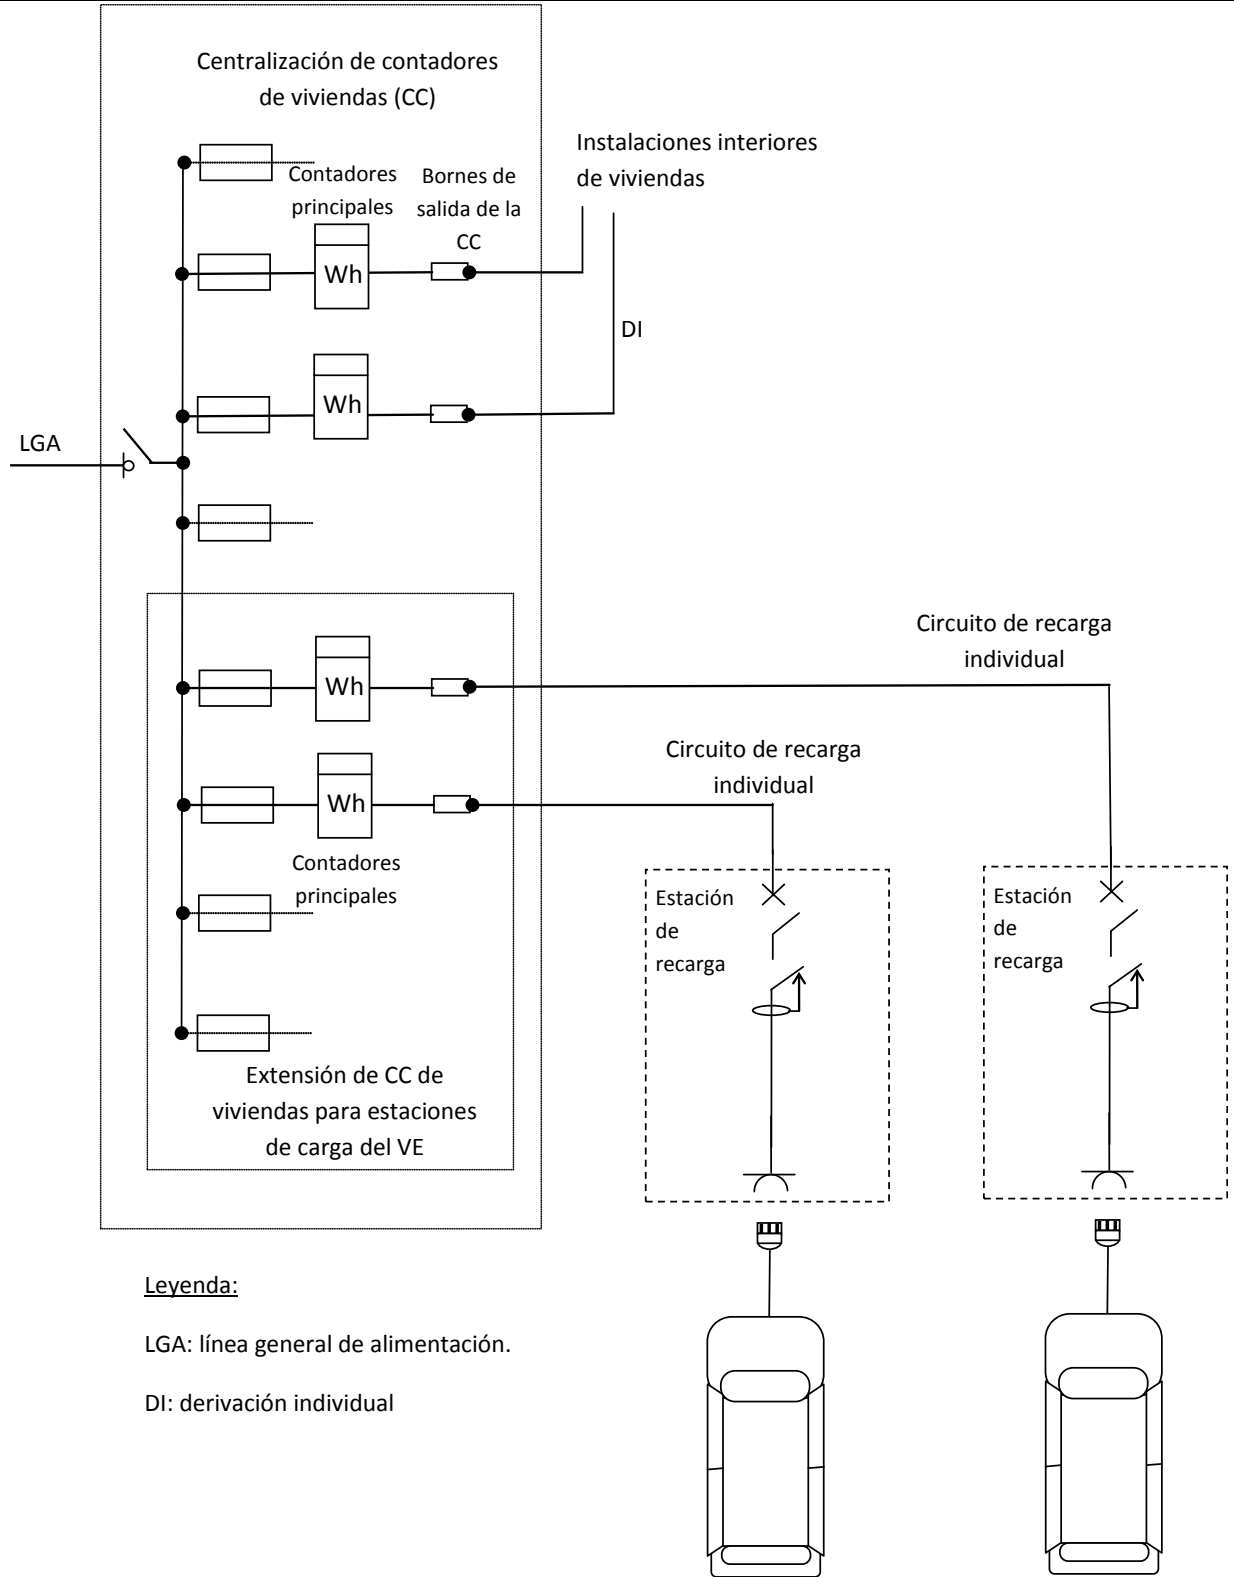 Centralización de contadores
de viviendas (CC)
Instalaciones interiores
de viviendas
Contadores
principales
Bornes de
salida de la
CC
Wh
DI
Wh
LGA
Circuito de recarga
individual
Wh
Circuito de recarga
individual
Wh
Contadores
principales
Estación
de
recarga
Estación
de
recarga
Extensión de CC de
viviendas para estaciones
de carga del VE
Leyenda:
LGA: línea general de alimentación.
DI: derivación individual